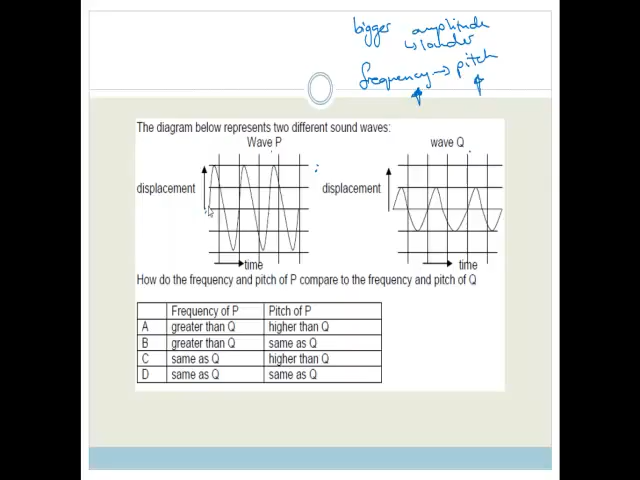 bigger amplitude
↳ louder
frequency → pitch
The diagram below represents two different sound waves:
Wave P
wave Q
displacement
displacement
time
time
How do the frequency and pitch of P compare to the frequency and pitch of Q
Frequency of P Pitch of P
A greater than Q higher than Q
B greater than Q same as Q
C same as Q higher than Q
D same as Q same as Q